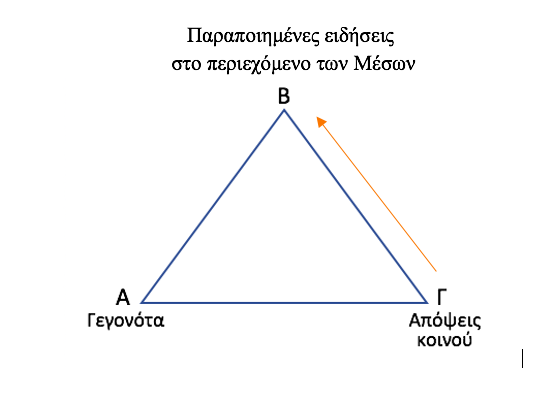 Παραποιημένες ειδήσεις
στο περιεχόμενο των Μέσων
Β
Α
Γεγονότα
Γ
Απόψεις
κοινού